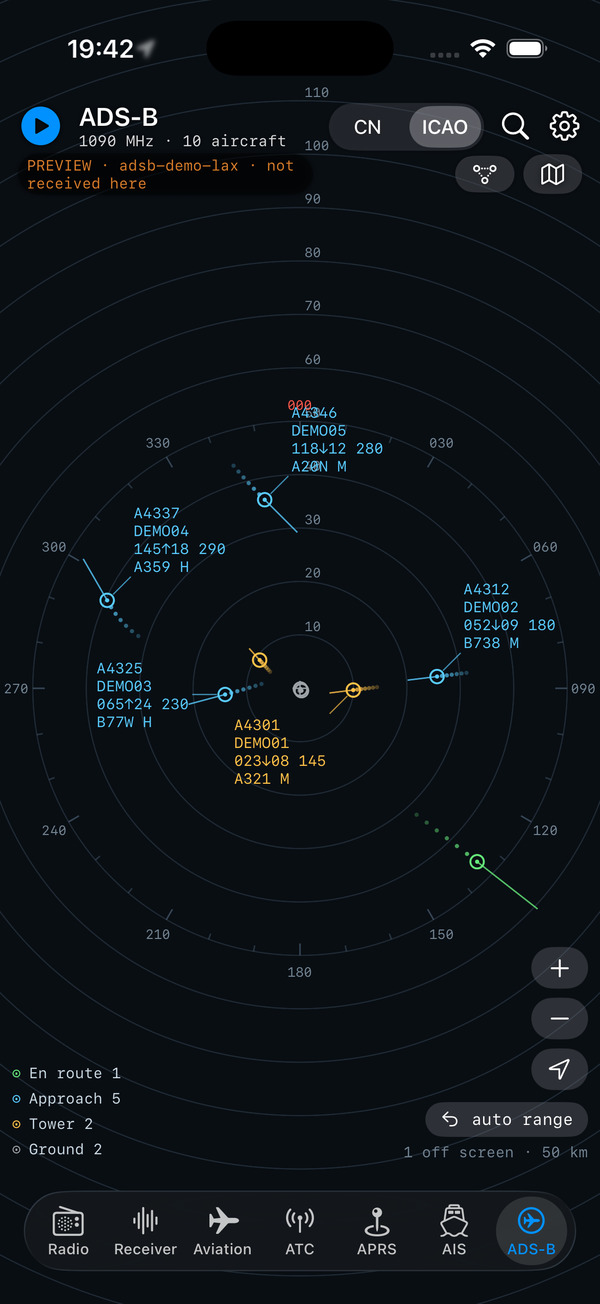 19:42
110
ADS-B
1090 MHz · 10 aircraft
CN
ICAO
100
PREVIEW · adsb-demo-lax · not
received here
90
80
70
60
000
A4346
DEMO05
118↓12 280
A20N M
330
030
A4337
DEMO04
145↑18 290
A359 H
30
300
060
20
A4312
DEMO02
052↓09 180
B738 M
10
A4325
DEMO03
065↑24 230
B77W H
270
090
A4301
DEMO01
023↓08 145
A321 M
240
120
210
150
180
En route 1
Approach 5
Tower 2
Ground 2
auto range
1 off screen · 50 km
Radio
Receiver
Aviation
ATC
APRS
AIS
ADS-B